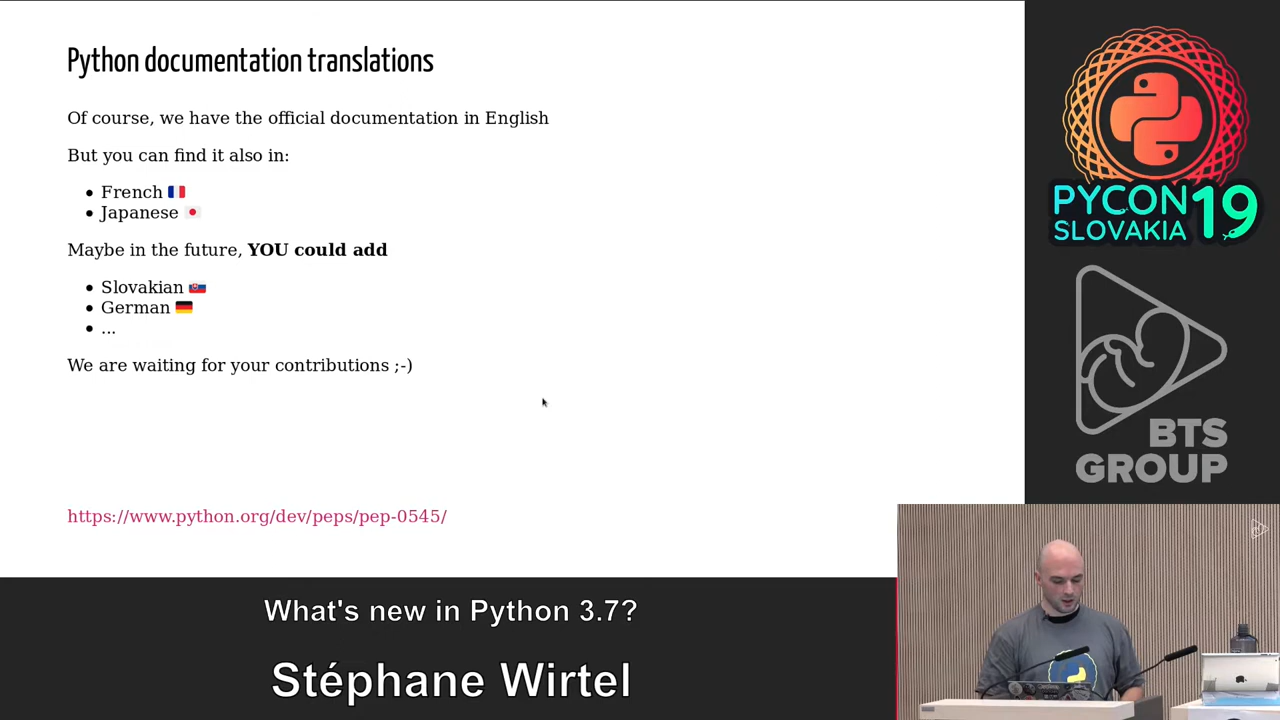 Python documentation translations
Of course, we have the official documentation in English
But you can find it also in:
• French
• Japanese
Maybe in the future, YOU could add
• Slovakian
• German
• ...
We are waiting for your contributions ;-)
https://www.python.org/dev/peps/pep-0545/
PYCON 19
SLOVAKIA
BTS
GROUP
What's new in Python 3.7?
Stéphane Wirtel